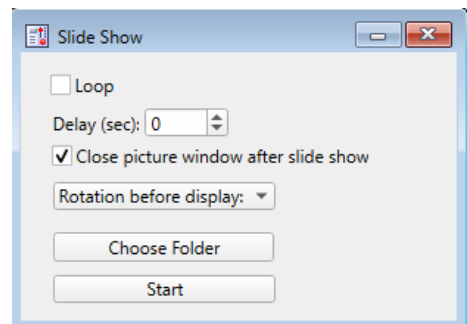 Slide Show
Loop
Delay (sec): 0
Close picture window after slide show
Rotation before display:
Choose Folder
Start